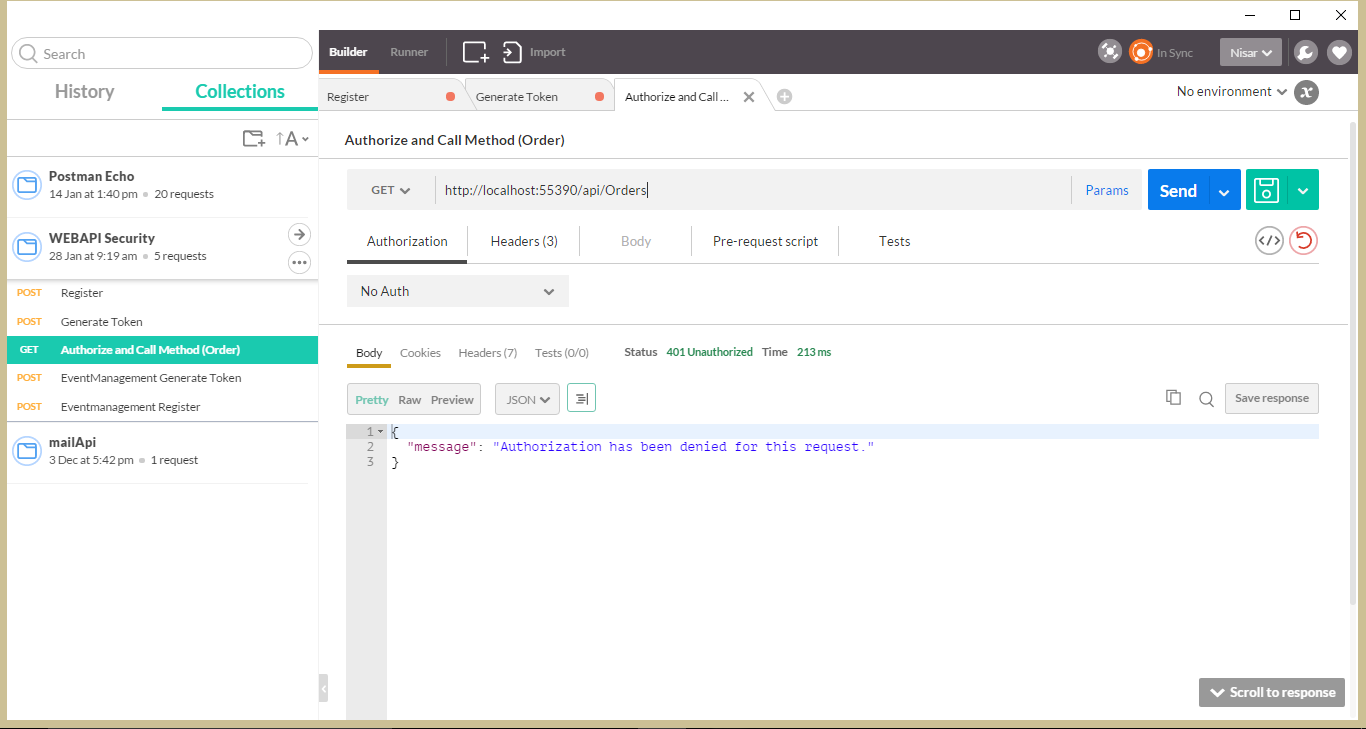 Search
History
Collections
A
Postman Echo
14 Jan at 1:40 pm 20 requests
WEBAPI Security
28 Jan at 9:19 am 5 requests
POST Register
POST Generate Token
GET Authorize and Call Method (Order)
POST EventManagement Generate Token
POST Eventmanagement Register
mailApi
3 Dec at 5:42 pm 1 request
Builder Runner Import In Sync Nisar
Register Generate Token Authorize and Call ... No environment
Authorize and Call Method (Order)
GET http://localhost:55390/api/Orders Params Send
Authorization Headers (3) Body Pre-request script Tests
No Auth
Body Cookies Headers (7) Tests (0/0) Status 401 Unauthorized Time 213 ms
Pretty Raw Preview JSON Save response
1 {
2 "message": "Authorization has been denied for this request."
3 }
Scroll to response